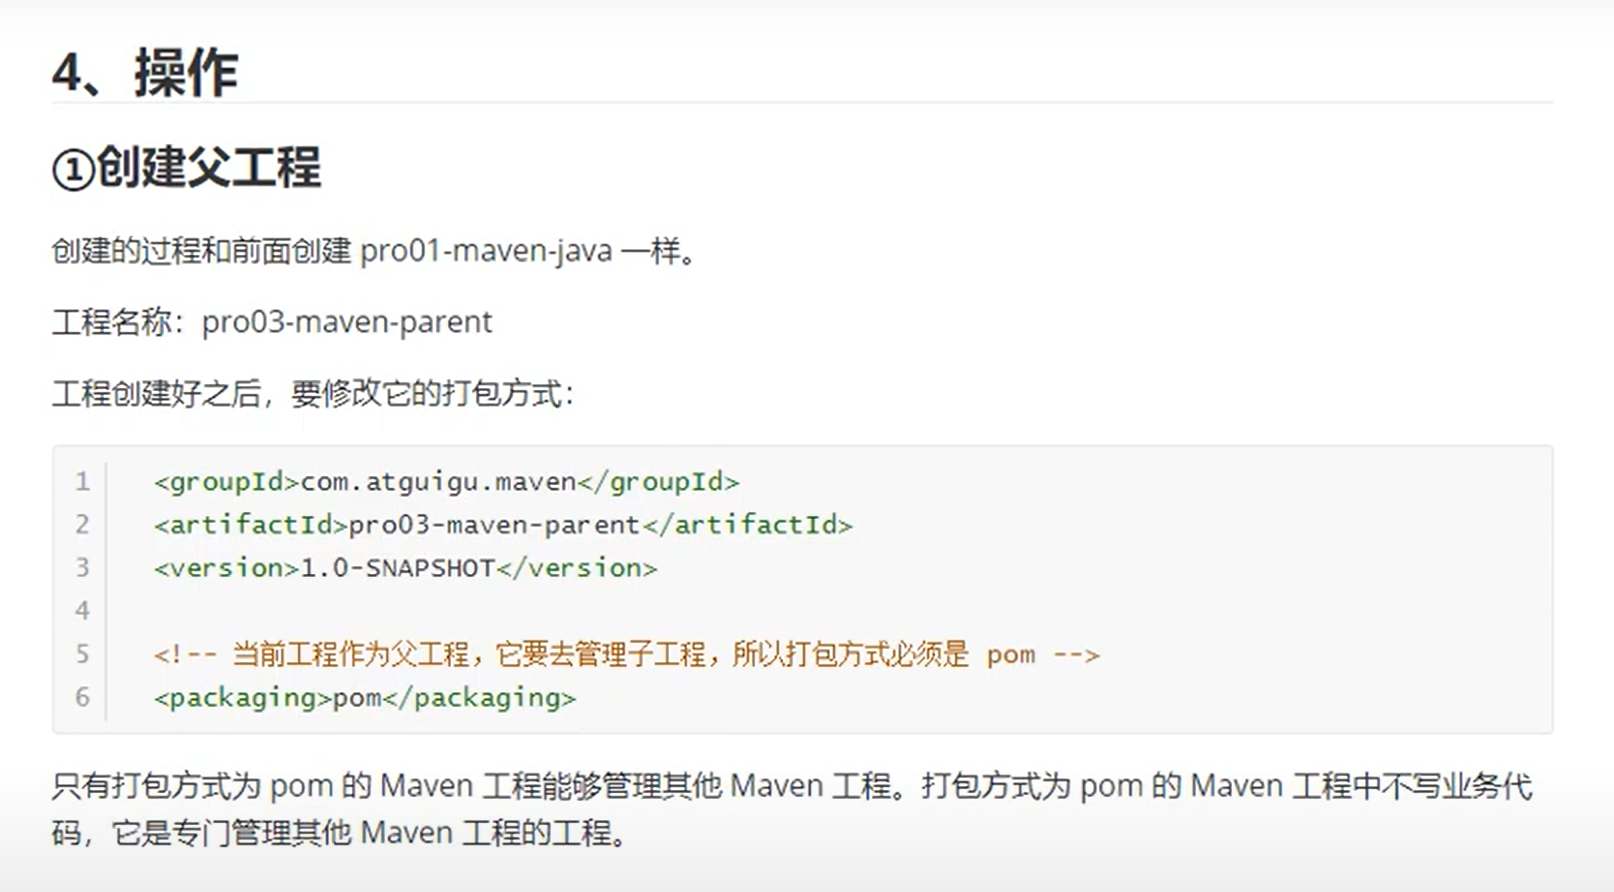 4、操作
①创建父工程
创建的过程和前面创建 pro01-maven-java 一样。
工程名称：pro03-maven-parent
工程创建好之后，要修改它的打包方式：
1 <groupId>com.atguigu.maven</groupId>
2 <artifactId>pro03-maven-parent</artifactId>
3 <version>1.0-SNAPSHOT</version>
4
5 <!-- 当前工程作为父工程，它要去管理子工程，所以打包方式必须是 pom -->
6 <packaging>pom</packaging>
只有打包方式为 pom 的 Maven 工程能够管理其他 Maven 工程。打包方式为 pom 的 Maven 工程中不写业务代
码，它是专门管理其他 Maven 工程的工程。